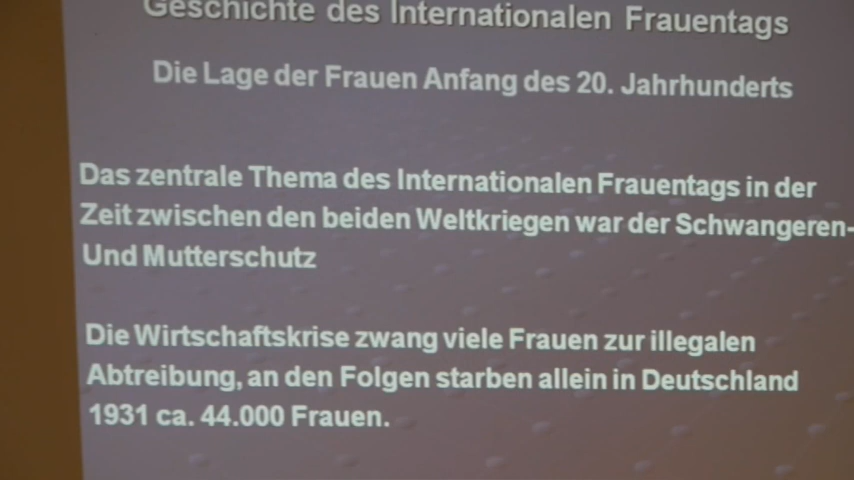 Geschichte des Internationalen Frauentags
Die Lage der Frauen Anfang des 20. Jahrhunderts
Das zentrale Thema des Internationalen Frauentags in der
Zeit zwischen den beiden Weltkriegen war der Schwangeren-
Und Mutterschutz
Die Wirtschaftskrise zwang viele Frauen zur illegalen
Abtreibung, an den Folgen starben allein in Deutschland
1931 ca. 44.000 Frauen.